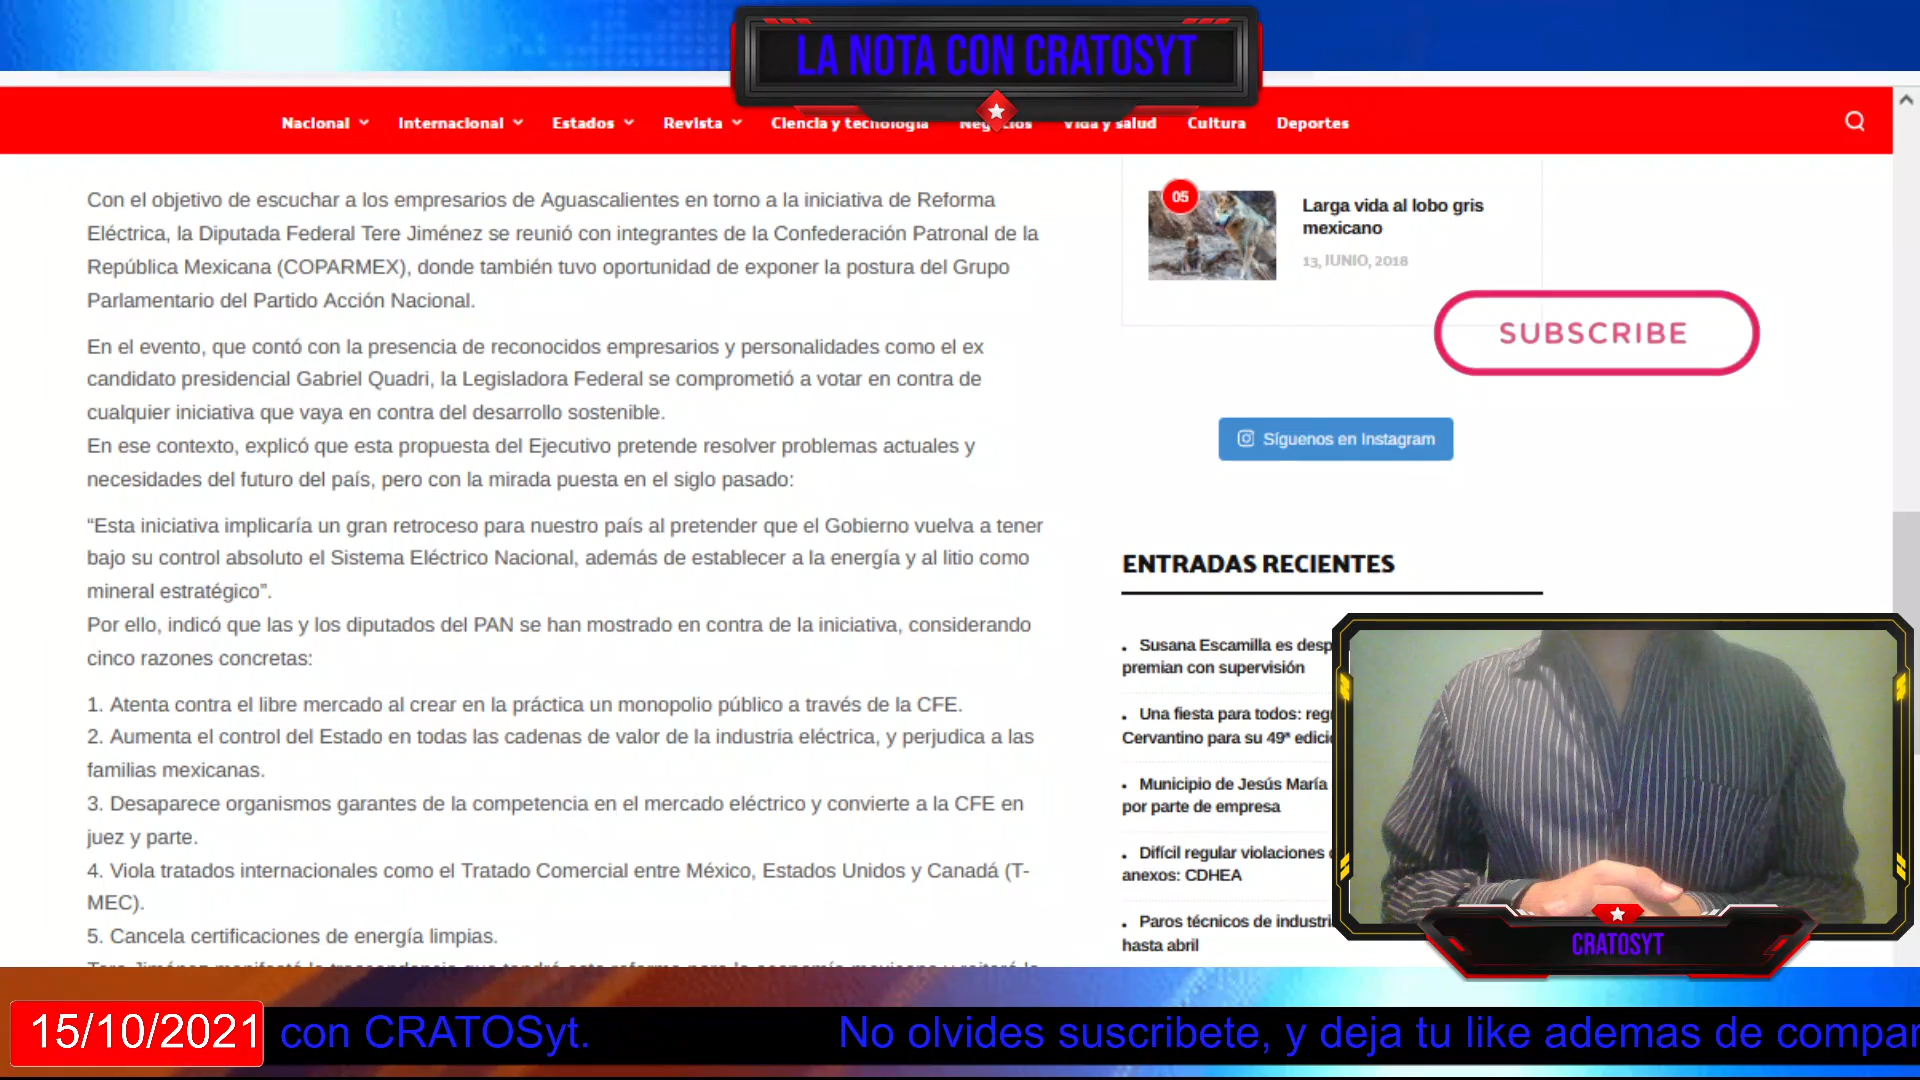 LA NOTA CON CRATOSYT
Nacional
Internacional
Estados
Revista
Ciencia y tecnología
Negocios
Vida y salud
Cultura
Deportes
Con el objetivo de escuchar a los empresarios de Aguascalientes en torno a la iniciativa de Reforma
Eléctrica, la Diputada Federal Tere Jiménez se reunió con integrantes de la Confederación Patronal de la
República Mexicana (COPARMEX), donde también tuvo oportunidad de exponer la postura del Grupo
Parlamentario del Partido Acción Nacional.
En el evento, que contó con la presencia de reconocidos empresarios y personalidades como el ex
candidato presidencial Gabriel Quadri, la Legisladora Federal se comprometió a votar en contra de
cualquier iniciativa que vaya en contra del desarrollo sostenible.
En ese contexto, explicó que esta propuesta del Ejecutivo pretende resolver problemas actuales y
necesidades del futuro del país, pero con la mirada puesta en el siglo pasado:
“Esta iniciativa implicaría un gran retroceso para nuestro país al pretender que el Gobierno vuelva a tener
bajo su control absoluto el Sistema Eléctrico Nacional, además de establecer a la energía y al litio como
mineral estratégico”.
Por ello, indicó que las y los diputados del PAN se han mostrado en contra de la iniciativa, considerando
cinco razones concretas:
1. Atenta contra el libre mercado al crear en la práctica un monopolio público a través de la CFE.
2. Aumenta el control del Estado en todas las cadenas de valor de la industria eléctrica, y perjudica a las
familias mexicanas.
3. Desaparece organismos garantes de la competencia en el mercado eléctrico y convierte a la CFE en
juez y parte.
4. Viola tratados internacionales como el Tratado Comercial entre México, Estados Unidos y Canadá (T-
MEC).
5. Cancela certificaciones de energía limpias.
05
Larga vida al lobo gris
mexicano
13, JUNIO, 2018
SUBSCRIBE
Síguenos en Instagram
ENTRADAS RECIENTES
• Susana Escamilla es desp
premian con supervisión
• Una fiesta para todos: reg
Cervantino para su 49ª edici
• Municipio de Jesús María
por parte de empresa
• Difícil regular violaciones
anexos: CDHEA
• Paros técnicos de industri
hasta abril
CRATOSYT
15/10/2021 con CRATOSyt. No olvides suscribete, y deja tu like ademas de compar